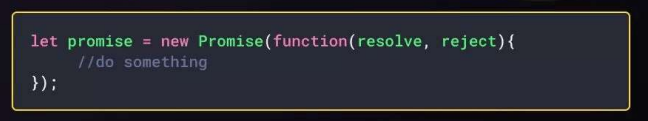 let promise = new Promise(function(resolve, reject){
//do something
});